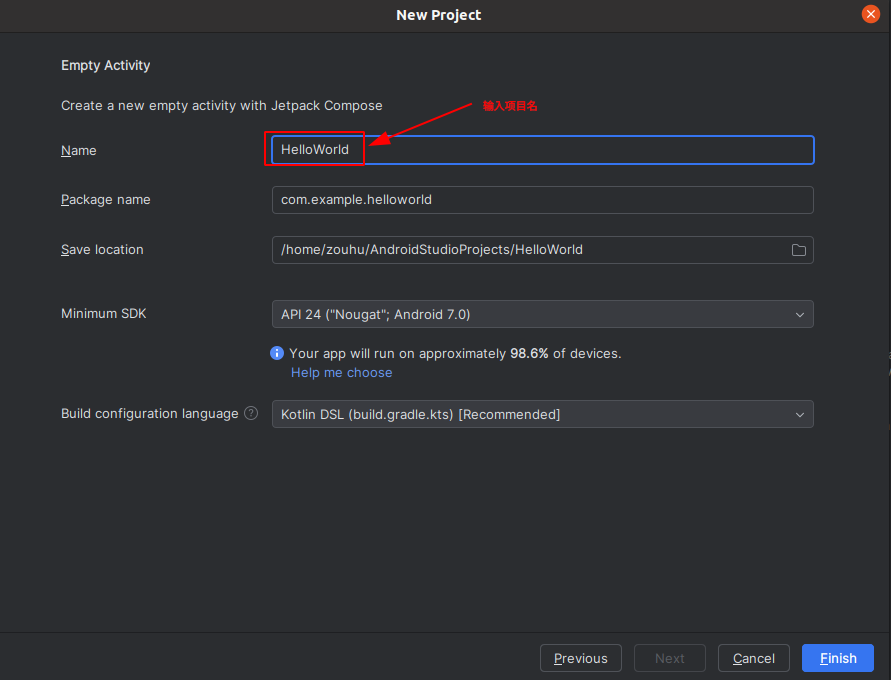 New Project
Empty Activity
Create a new empty activity with Jetpack Compose
输入项目名
Name
HelloWorld
Package name
com.example.helloworld
Save location
/home/zouhu/AndroidStudioProjects/HelloWorld
Minimum SDK
API 24 ("Nougat"; Android 7.0)
Your app will run on approximately 98.6% of devices.
Help me choose
Build configuration language
Kotlin DSL (build.gradle.kts) [Recommended]
Previous
Next
Cancel
Finish